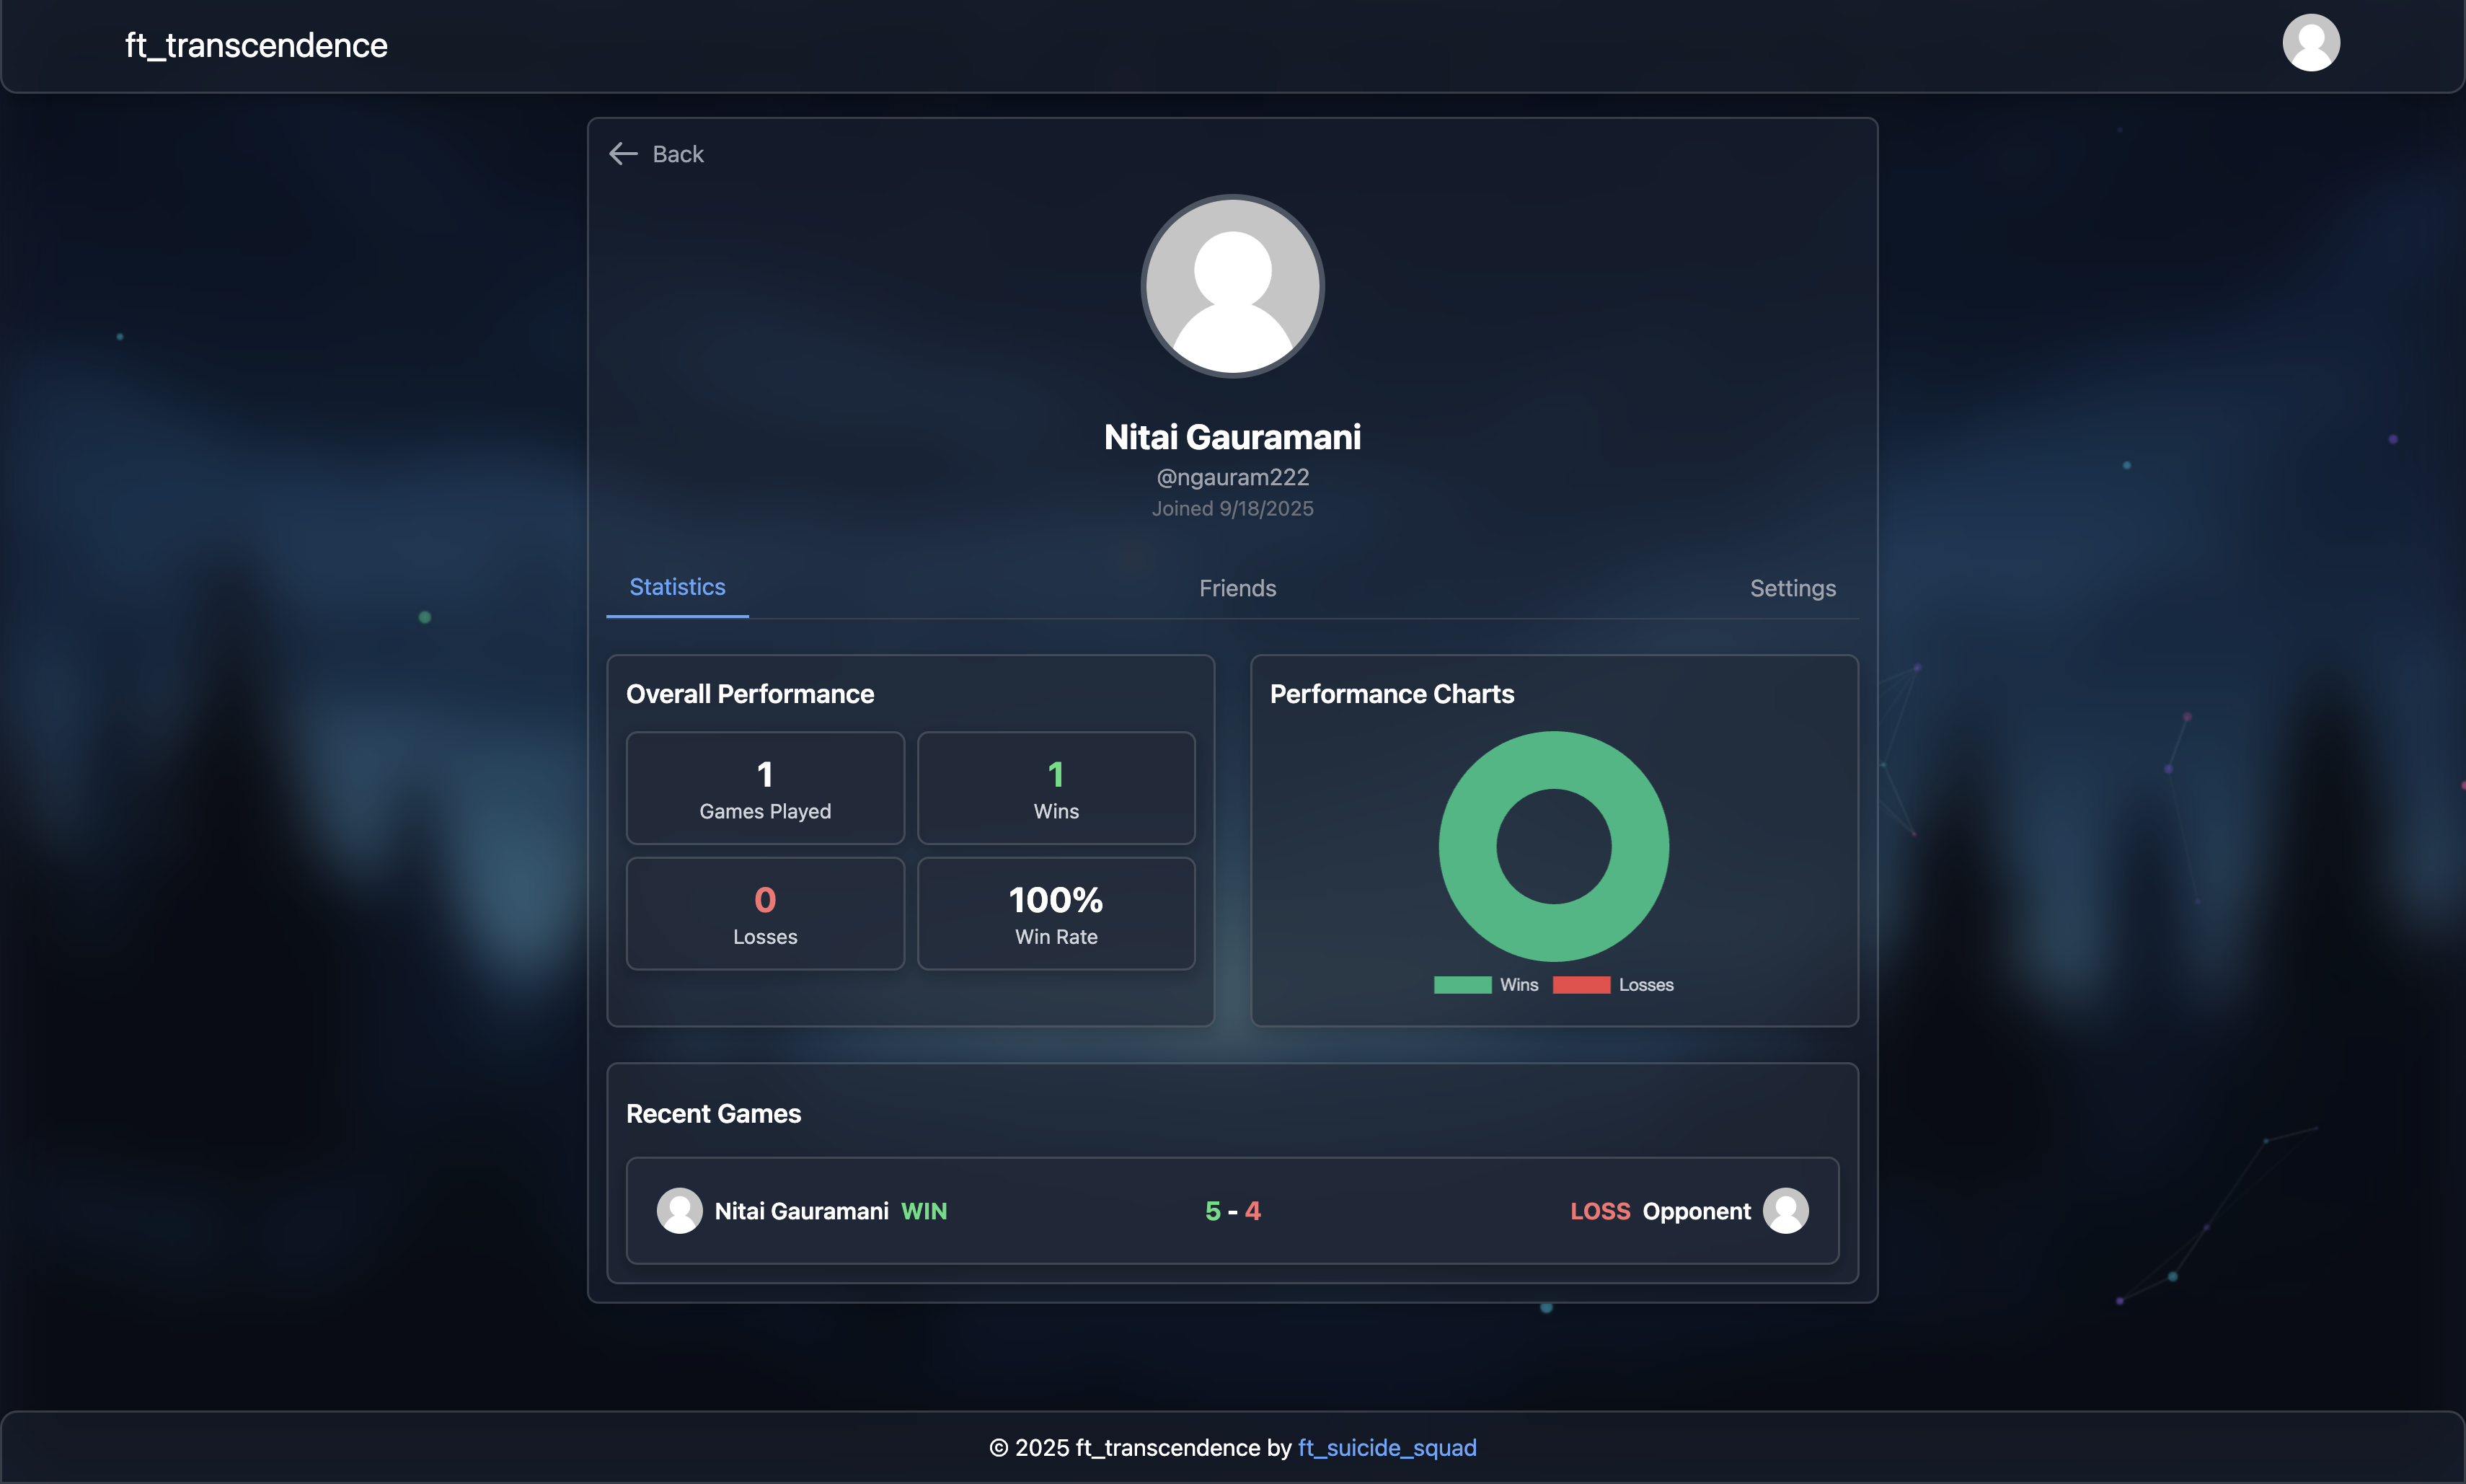 ft_transcendence
Back
Nitai Gauramani
@ngauram222
Joined 9/18/2025
Statistics
Friends
Settings
Overall Performance
1
Games Played
1
Wins
0
Losses
100%
Win Rate
Performance Charts
Wins
Losses
Recent Games
Nitai Gauramani WIN
5 - 4
LOSS Opponent
© 2025 ft_transcendence by ft_suicide_squad